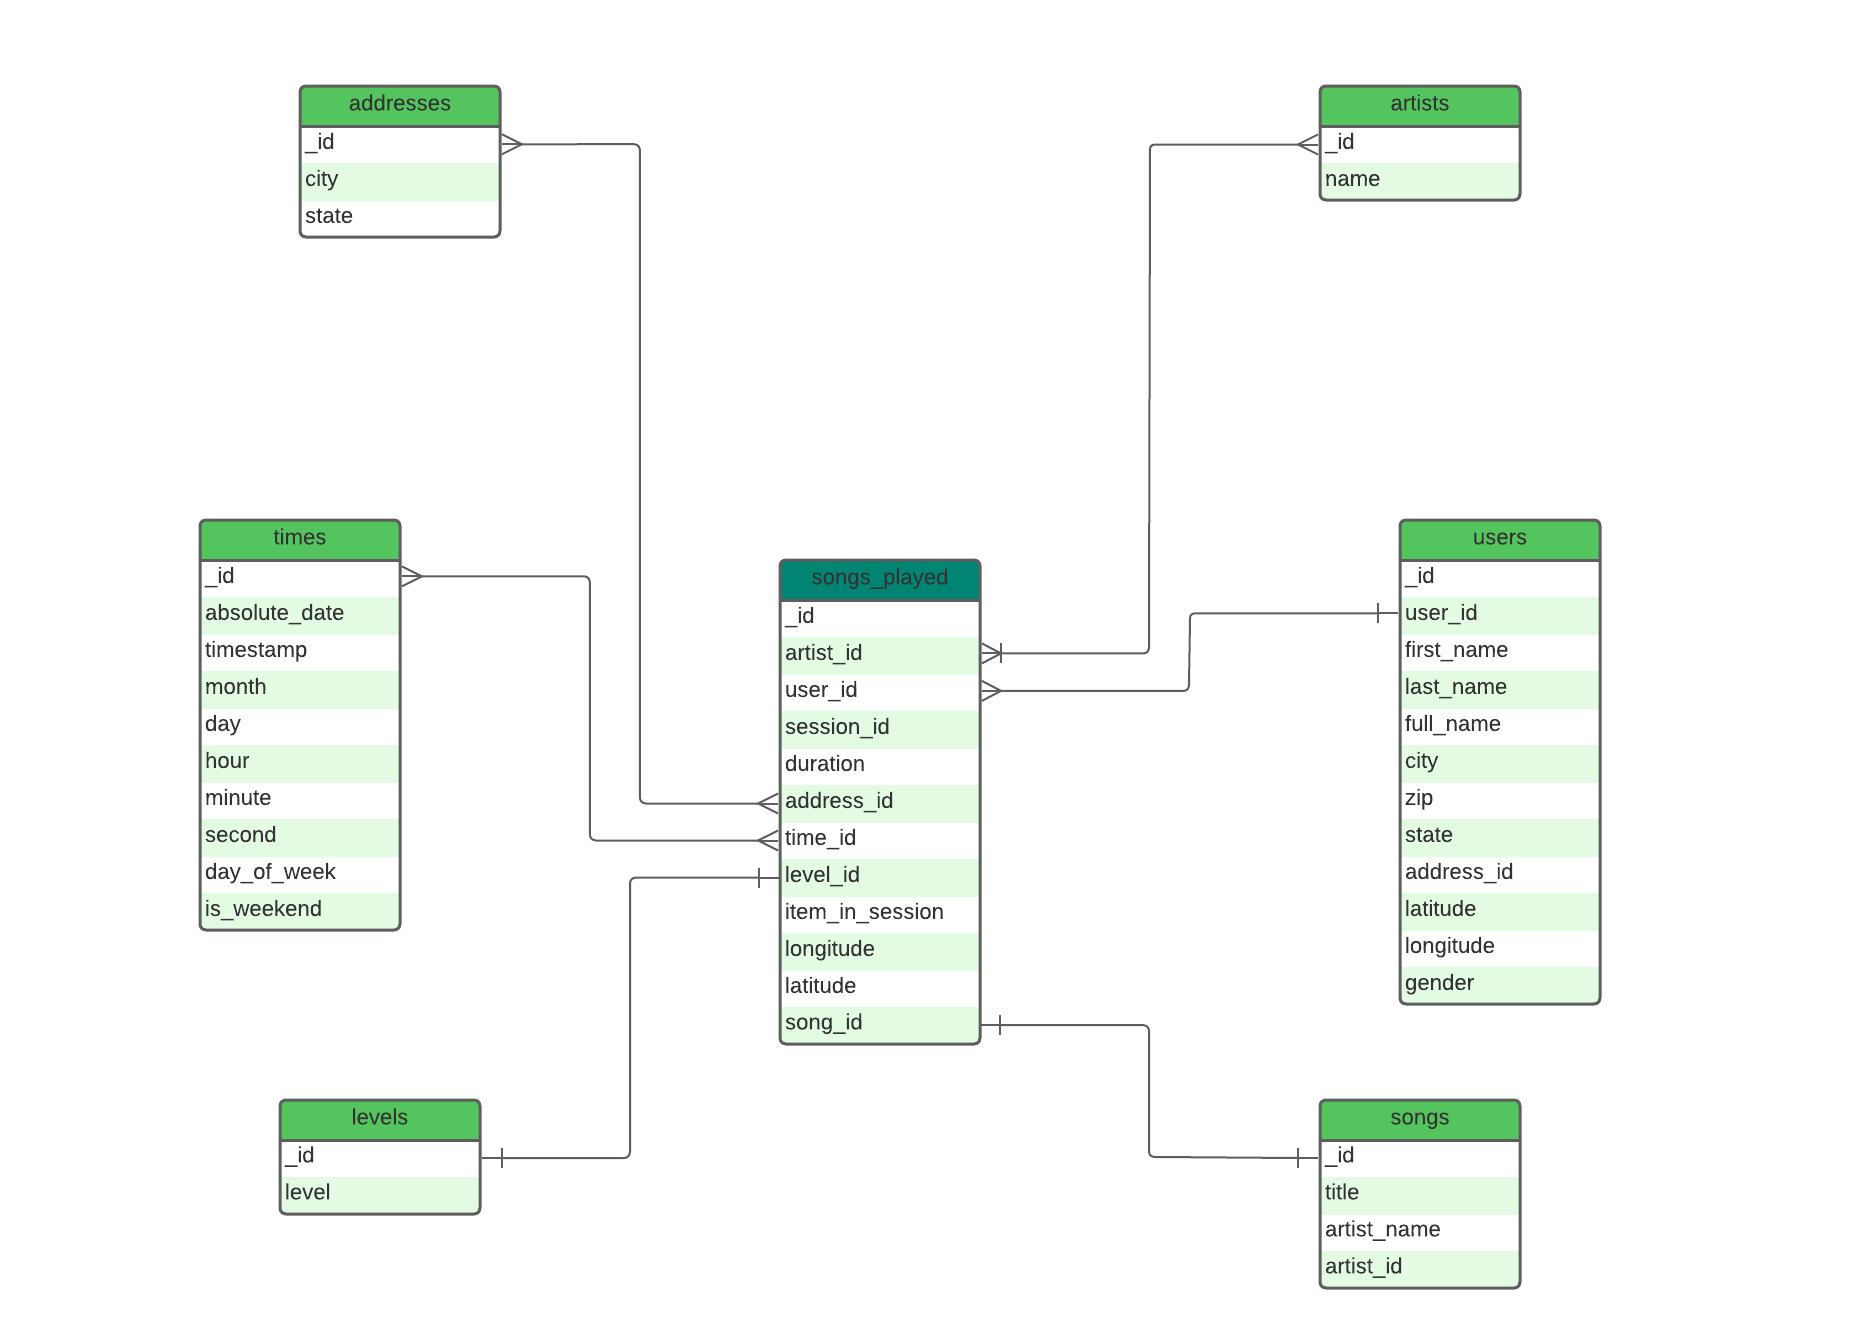 addresses
_id
city
state
artists
_id
name
times
_id
absolute_date
timestamp
month
day
hour
minute
second
day_of_week
is_weekend
songs_played
_id
artist_id
user_id
session_id
duration
address_id
time_id
level_id
item_in_session
longitude
latitude
song_id
users
_id
user_id
first_name
last_name
full_name
city
zip
state
address_id
latitude
longitude
gender
levels
_id
level
songs
_id
title
artist_name
artist_id